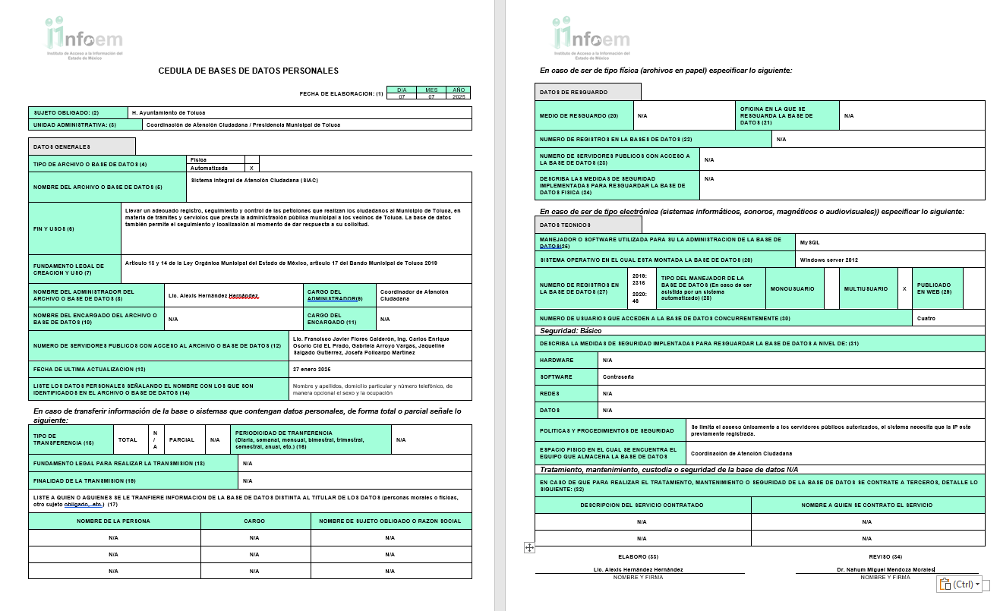 infoem
Instituto de Acceso a la Información del
Estado de México
CEDULA DE BASES DE DATOS PERSONALES
FECHA DE ELABORACION: (1)
DIA MES AÑO
07 07 2025
SUJETO OBLIGADO: (2) H. Ayuntamiento de Toluca
UNIDAD ADMINISTRATIVA: (3) Coordinación de Atención Ciudadana / Presidencia Municipal de Toluca
DATOS GENERALES
TIPO DE ARCHIVO O BASE DE DATOS (4)
Física
Automatizada X
NOMBRE DEL ARCHIVO O BASE DE DATOS (5)
Sistema Integral de Atención Ciudadana (SIAC)
FIN Y USOS (6)
Llevar un adecuado registro, seguimiento y control de las peticiones que realizan los ciudadanos al Municipio de Toluca, en
materia de trámites y servicios que presta la administración pública municipal a los vecinos de Toluca. La base de datos
también permite el seguimiento y localización al momento de dar respuesta a su solicitud.
FUNDAMENTO LEGAL DE
CREACION Y USO (7)
Artículo 13 y 14 de la Ley Orgánica Municipal del Estado de México, artículo 17 del Bando Municipal de Toluca 2019
NOMBRE DEL ADMINISTRADOR DEL
ARCHIVO O BASE DE DATOS (8)
Lic. Alexis Hernández Hernández.
CARGO DEL
ADMINISTRADOR(9)
Coordinador de Atención
Ciudadana
NOMBRE DEL ENCARGADO DEL ARCHIVO O
BASE DE DATOS (10)
N/A
CARGO DEL
ENCARGADO (11)
N/A
NUMERO DE SERVIDORES PUBLICOS CON ACCESO AL ARCHIVO O BASE DE DATOS (12)
Lic. Francisco Javier Flores Calderón, Ing. Carlos Enrique
Osorio Cid EL Prado, Gabriela Arroyo Vargas, Jaqueline
Salgado Gutiérrez, Josefa Policarpo Martinez
FECHA DE ULTIMA ACTUALIZACION (13) 27 enero 2025
LISTE LOS DATOS PERSONALES SEÑALANDO EL NOMBRE CON LOS QUE SON
IDENTIFICADOS EN EL ARCHIVO O BASE DE DATOS (14)
Nombre y apellidos, domicilio particular y número telefónico, de
manera opcional el sexo y la ocupación
En caso de transferir información de la base o sistemas que contengan datos personales, de forma total o parcial señale lo
siguiente:
TIPO DE
TRANSFERENCIA (15)
TOTAL
N
/
A
PARCIAL
N/A
PERIODICIDAD DE TRANFERENCIA
(Diaria, semanal, mensual, bimestral, trimestral,
semestral, anual, etc.) (16)
N/A
FUNDAMENTO LEGAL PARA REALIZAR LA TRANSMISION (18) N/A
FINALIDAD DE LA TRANSMISION (19) N/A
LISTE A QUIEN O AQUIENES SE LE TRANFIERE INFORMACION DE LA BASE DE DATOS DISTINTA AL TITULAR DE LOS DATOS (personas morales o físicas,
otro sujeto obligado, etc.) (17)
NOMBRE DE LA PERSONA CARGO NOMBRE DE SUJETO OBLIGADO O RAZON SOCIAL
N/A N/A N/A
N/A N/A N/A
N/A N/A N/A
infoem
Instituto de Acceso a la Información del
Estado de México
En caso de ser de tipo física (archivos en papel) especificar lo siguiente:
DATOS DE RESGUARDO
MEDIO DE RESGUARDO (20)
N/A
OFICINA EN LA QUE SE
RESGUARDA LA BASE DE
DATOS (21)
N/A
NUMERO DE REGISTROS EN LA BASES DE DATOS (22) N/A
NUMERO DE SERVIDORES PUBLICOS CON ACCESO A
LA BASE DE DATOS (23)
N/A
DESCRIBA LAS MEDIDAS DE SEGURIDAD
IMPLEMENTADAS PARA RESGUARDAR LA BASE DE
DATOS FISICA (24)
N/A
En caso de ser de tipo electrónica (sistemas informáticos, sonoros, magnéticos o audiovisuales)) especificar lo siguiente:
DATOS TECNICOS
MANEJADOR O SOFTWARE UTILIZADA PARA SU LA ADMINISTRACION DE LA BASE DE
DATOS(25)
MySQL
SISTEMA OPERATIVO EN EL CUAL ESTA MONTADA LA BASE DE DATOS (26) Windows server 2012
NUMERO DE REGISTROS EN
LA BASE DE DATOS (27)
2019:
2315
2020:
46
TIPO DEL MANEJADOR DE LA
BASE DE DATOS (En caso de ser
asistida por un sistema
automatizado) (28)
MONOUSUARIO
MULTIUSUARIO
X
PUBLICADO
EN WEB (29)
NUMERO DE USUARIOS QUE ACCEDEN A LA BASE DE DATOS CONCURRENTEMENTE (30) Cuatro
Seguridad: Básico
DESCRIBA LA MEDIDAS DE SEGURIDAD IMPLENTADAS PARA RESGUARDAR LA BASE DE DATOS A NIVEL DE: (31)
HARDWARE N/A
SOFTWARE Contraseña
REDES N/A
DATOS N/A
POLITICAS Y PROCEDIMIENTOS DE SEGURIDAD
Se limita el acceso únicamente a los servidores públicos autorizados, el sistema necesita que la IP este
previamente registrada.
ESPACIO FISICO EN EL CUAL SE ENCUENTRA EL
EQUIPO QUE ALMACENA LA BASE DE DATOS
Coordinación de Atención Ciudadana
Tratamiento, mantenimiento, custodia o seguridad de la base de datos N/A
EN CASO DE QUE PARA REALIZAR EL TRATAMIENTO, MANTENIMIENTO O SEGURIDAD DE LA BASE DE DATOS SE CONTRATE A TERCEROS, DETALLE LO
SIGUIENTE: (32)
DESCRIPCION DEL SERVICIO CONTRATADO NOMBRE A QUIEN SE CONTRATO EL SERVICIO
N/A N/A
N/A N/A
ELABORO (33) REVISO (34)
Lic. Alexis Hernández Hernández Dr. Nahum Miguel Mendoza Morales
NOMBRE Y FIRMA NOMBRE Y FIRMA
(Ctrl)